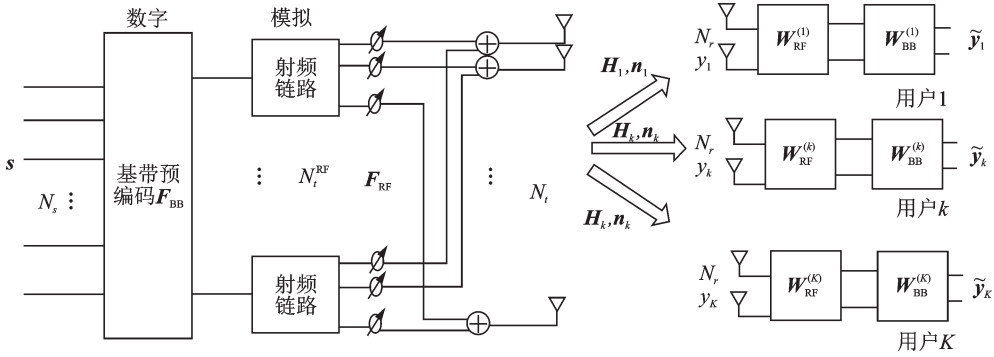 数字
模拟
s
N_s
基带预
编码F_BB
射频
链路
N_t^RF
F_RF
射频
链路
N_t
H_1, n_1
H_k, n_k
H_k, n_k
N_r
y_1
W_RF^(1)
W_BB^(1)
ỹ_1
用户1
N_r
y_k
W_RF^(k)
W_BB^(k)
ỹ_k
用户k
N_r
y_K
W_RF^(K)
W_BB^(K)
ỹ_K
用户K